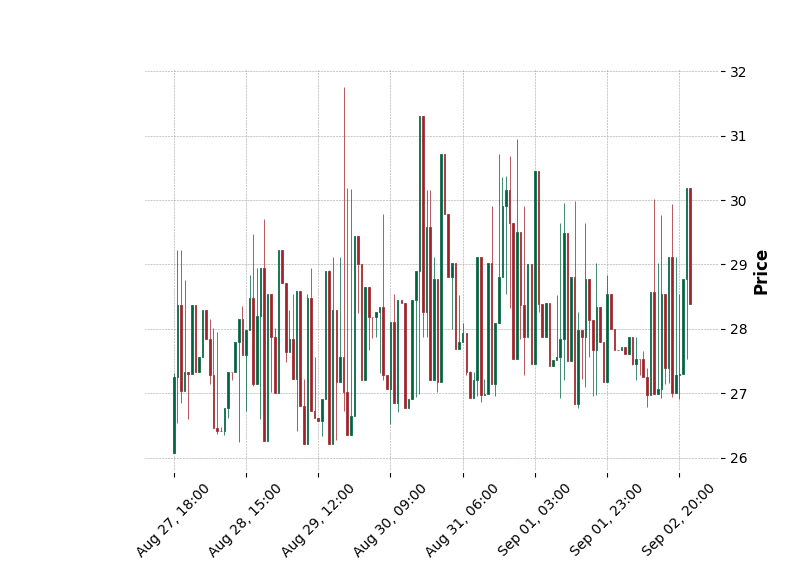 32
31
30
29
28
27
26
Price
Aug 27, 18:00
Aug 28, 15:00
Aug 29, 12:00
Aug 30, 09:00
Aug 31, 06:00
Sep 01, 03:00
Sep 01, 23:00
Sep 02, 20:00